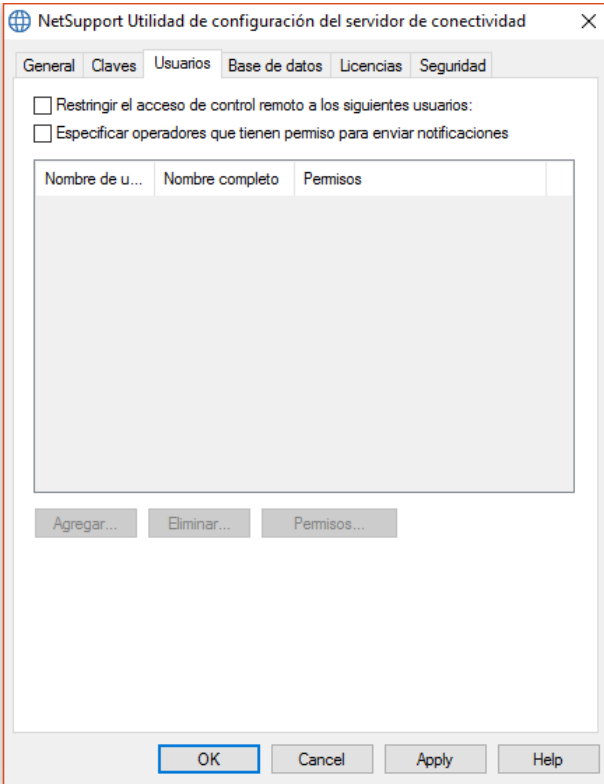 NetSupport Utilidad de configuración del servidor de conectividad
General Claves Usuarios Base de datos Licencias Seguridad
Restringir el acceso de control remoto a los siguientes usuarios:
Especificar operadores que tienen permiso para enviar notificaciones
Nombre de u... Nombre completo Permisos
Agregar... Eliminar... Permisos...
OK Cancel Apply Help